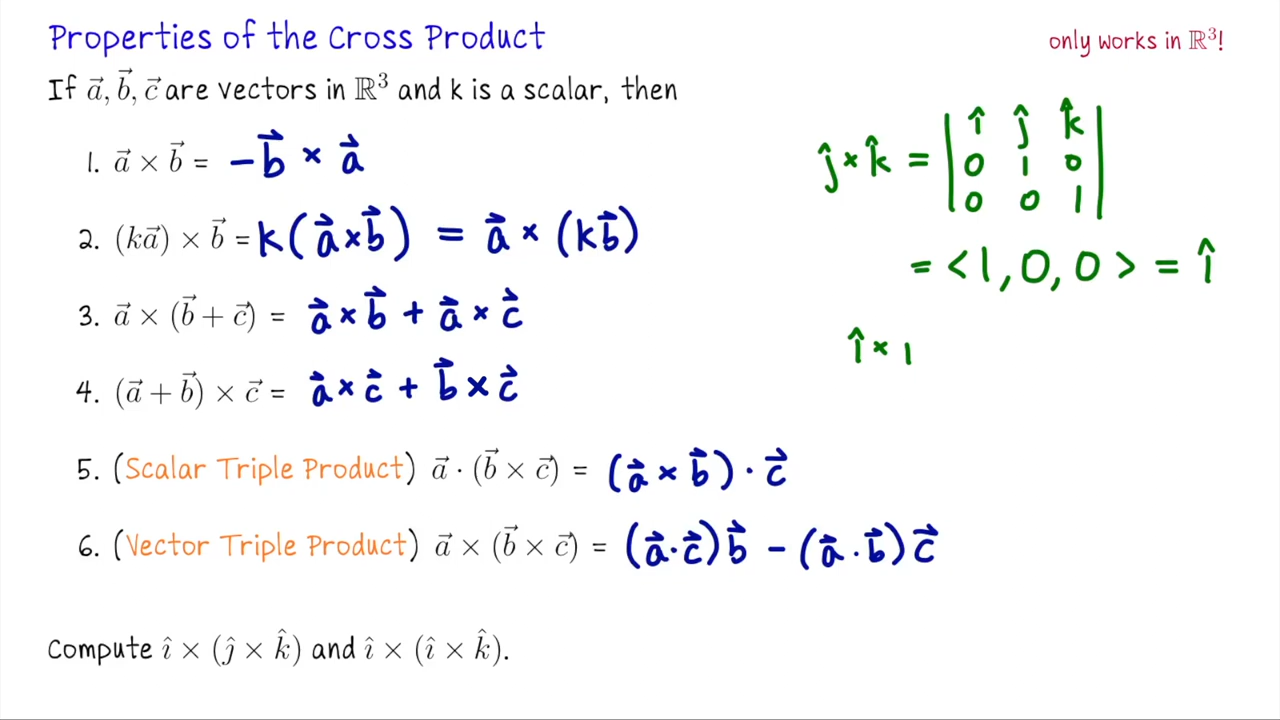 Properties of the Cross Product
only works in ℝ³!
If a⃗, b⃗, c⃗ are vectors in ℝ³ and k is a scalar, then
1. a⃗ × b⃗ = −b⃗ × a⃗
2. (ka⃗) × b⃗ = k(a⃗ × b⃗) = a⃗ × (kb⃗)
3. a⃗ × (b⃗ + c⃗) = a⃗ × b⃗ + a⃗ × c⃗
4. (a⃗ + b⃗) × c⃗ = a⃗ × c⃗ + b⃗ × c⃗
5. (Scalar Triple Product) a⃗ · (b⃗ × c⃗) = (a⃗ × b⃗) · c⃗
6. (Vector Triple Product) a⃗ × (b⃗ × c⃗) = (a⃗ · c⃗)b⃗ − (a⃗ · b⃗)c⃗
Compute î × (ĵ × k̂) and î × (î × k̂).
ĵ × k̂ = | î ĵ k̂ |
| 0 1 0 |
| 0 0 1 |
= <1, 0, 0> = î
î × ı